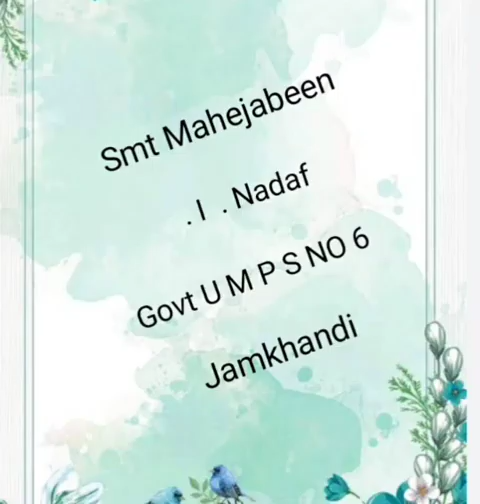 Smt Mahejabeen
. I . Nadaf
Govt U M P S NO 6
Jamkhandi